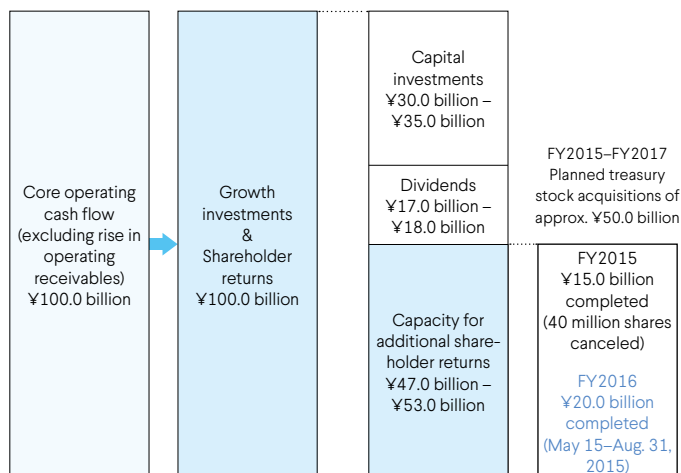 Core operating
cash flow
(excluding rise in
operating
receivables)
¥100.0 billion
Growth
investments
&
Shareholder
returns
¥100.0 billion
Capital
investments
¥30.0 billion –
¥35.0 billion
Dividends
¥17.0 billion –
¥18.0 billion
Capacity for
additional share-
holder returns
¥47.0 billion –
¥53.0 billion
FY2015–FY2017
Planned treasury
stock acquisitions of
approx. ¥50.0 billion
FY2015
¥15.0 billion
completed
(40 million shares
canceled)
FY2016
¥20.0 billion
completed
(May 15–Aug. 31,
2015)